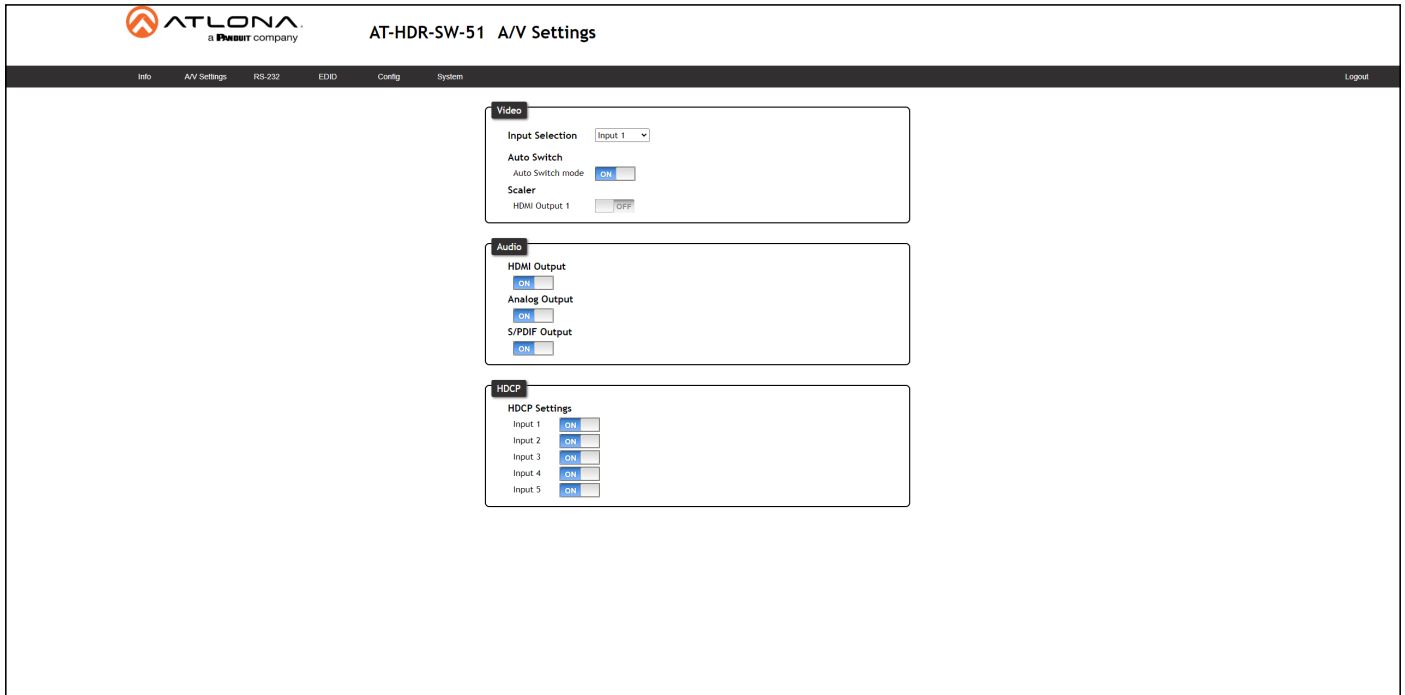 ATLONA.
a PANDUIT company
AT-HDR-SW-51 A/V Settings
Info A/V Settings RS-232 EDID Config System Logout
Video
Input Selection Input 1
Auto Switch
Auto Switch mode ON
Scaler
HDMI Output 1 OFF
Audio
HDMI Output
ON
Analog Output
ON
S/PDIF Output
ON
HDCP
HDCP Settings
Input 1 ON
Input 2 ON
Input 3 ON
Input 4 ON
Input 5 ON